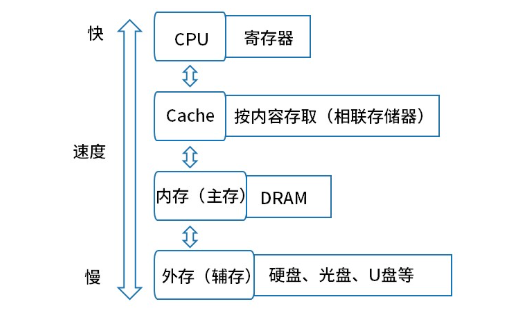 快
CPU 寄存器
Cache 按内容存取（相联存储器）
速度
内存（主存） DRAM
慢
外存（辅存） 硬盘、光盘、U盘等